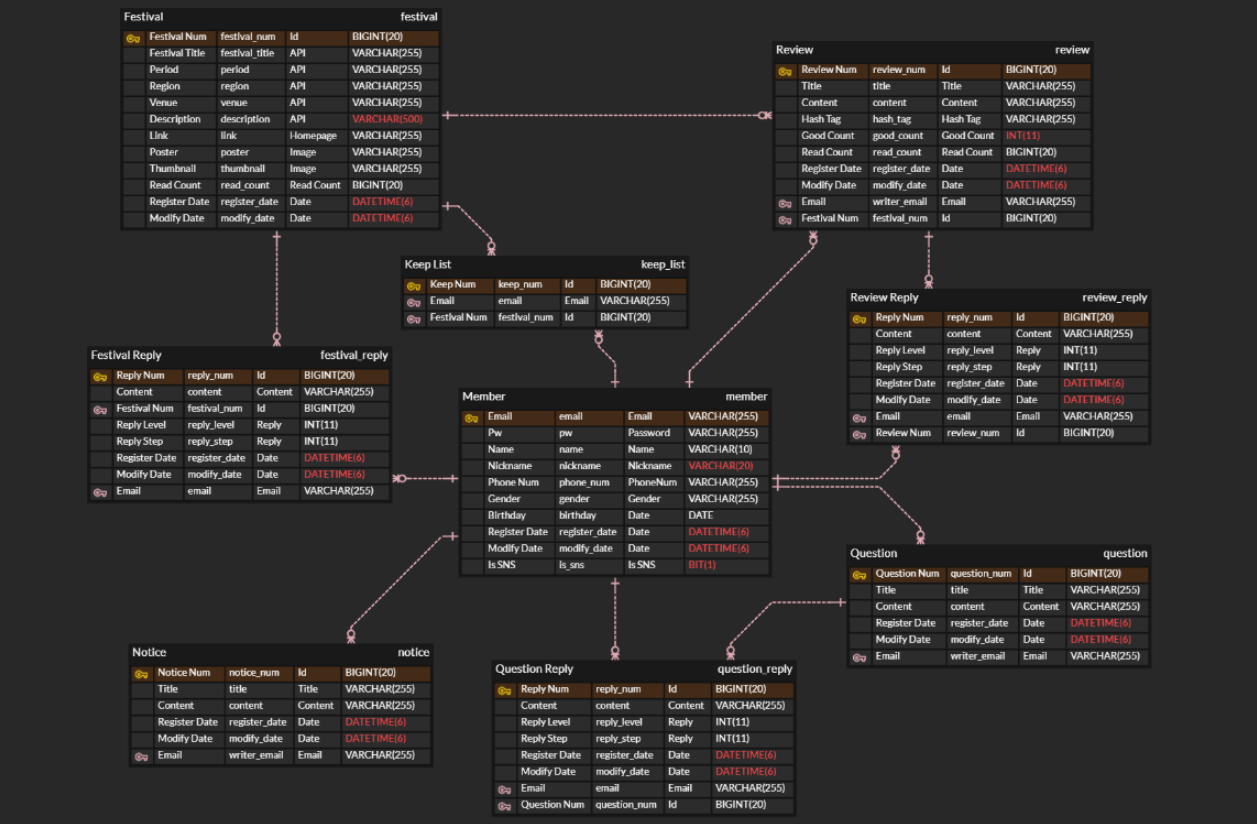 Festival festival
Festival Num festival_num Id BIGINT(20)
Festival Title festival_title API VARCHAR(255)
Period period API VARCHAR(255)
Region region API VARCHAR(255)
Venue venue API VARCHAR(255)
Description description API VARCHAR(500)
Link link Homepage VARCHAR(255)
Poster poster Image VARCHAR(255)
Thumbnail thumbnail Image VARCHAR(255)
Read Count read_count Read Count BIGINT(20)
Register Date register_date Date DATETIME(6)
Modify Date modify_date Date DATETIME(6)
Review review
Review Num review_num Id BIGINT(20)
Title title Title VARCHAR(255)
Content content Content VARCHAR(255)
Hash Tag hash_tag Hash Tag VARCHAR(255)
Good Count good_count Good Count INT(11)
Read Count read_count Read Count BIGINT(20)
Register Date register_date Date DATETIME(6)
Modify Date modify_date Date DATETIME(6)
Email writer_email Email VARCHAR(255)
Festival Num festival_num Id BIGINT(20)
Keep List keep_list
Keep Num keep_num Id BIGINT(20)
Email email Email VARCHAR(255)
Festival Num festival_num Id BIGINT(20)
Review Reply review_reply
Reply Num reply_num Id BIGINT(20)
Content content Content VARCHAR(255)
Reply Level reply_level Reply INT(11)
Reply Step reply_step Reply INT(11)
Register Date register_date Date DATETIME(6)
Modify Date modify_date Date DATETIME(6)
Email email Email VARCHAR(255)
Review Num review_num Id BIGINT(20)
Festival Reply festival_reply
Reply Num reply_num Id BIGINT(20)
Content content Content VARCHAR(255)
Festival Num festival_num Id BIGINT(20)
Reply Level reply_level Reply INT(11)
Reply Step reply_step Reply INT(11)
Register Date register_date Date DATETIME(6)
Modify Date modify_date Date DATETIME(6)
Email email Email VARCHAR(255)
Member member
Email email Email VARCHAR(255)
Pw pw Password VARCHAR(255)
Name name Name VARCHAR(10)
Nickname nickname Nickname VARCHAR(20)
Phone Num phone_num PhoneNum VARCHAR(255)
Gender gender Gender VARCHAR(255)
Birthday birthday Date DATE
Register Date register_date Date DATETIME(6)
Modify Date modify_date Date DATETIME(6)
Is SNS is_sns Is SNS BIT(1)
Question question
Question Num question_num Id BIGINT(20)
Title title Title VARCHAR(255)
Content content Content VARCHAR(255)
Register Date register_date Date DATETIME(6)
Modify Date modify_date Date DATETIME(6)
Email writer_email Email VARCHAR(255)
Notice notice
Notice Num notice_num Id BIGINT(20)
Title title Title VARCHAR(255)
Content content Content VARCHAR(255)
Register Date register_date Date DATETIME(6)
Modify Date modify_date Date DATETIME(6)
Email writer_email Email VARCHAR(255)
Question Reply question_reply
Reply Num reply_num Id BIGINT(20)
Content content Content VARCHAR(255)
Reply Level reply_level Reply INT(11)
Reply Step reply_step Reply INT(11)
Register Date register_date Date DATETIME(6)
Modify Date modify_date Date DATETIME(6)
Email email Email VARCHAR(255)
Question Num question_num Id BIGINT(20)